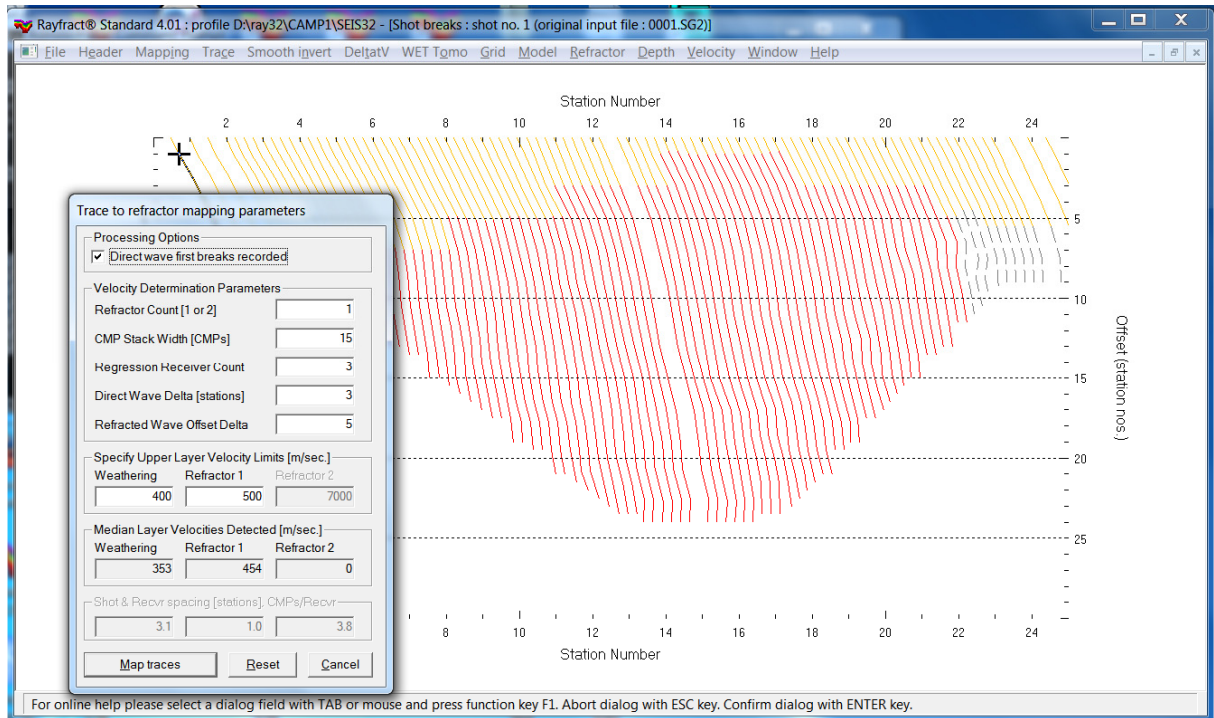 Rayfract® Standard 4.01 : profile D:\ray32\CAMP1\SEIS32 - [Shot breaks : shot no. 1 (original input file : 0001.SG2)]
File Header Mapping Trace Smooth invert DeltatV WET Tomo Grid Model Refractor Depth Velocity Window Help
Station Number
2 4 6 8 10 12 14 16 18 20 22 24
Trace to refractor mapping parameters
Processing Options
Direct wave first breaks recorded
Velocity Determination Parameters
Refractor Count [1 or 2] 1
CMP Stack Width [CMPs] 15
Regression Receiver Count 3
Direct Wave Delta [stations] 3
Refracted Wave Offset Delta 5
Specify Upper Layer Velocity Limits [m/sec.]
Weathering Refractor 1 Refractor 2
400 500 7000
Median Layer Velocities Detected [m/sec.]
Weathering Refractor 1 Refractor 2
353 454 0
Shot & Recvr spacing [stations], CMPs/Recvr
3.1 1.0 3.8
Map traces Reset Cancel
5
10
15
20
25
Offset (station nos.)
8 10 12 14 16 18 20 22 24
Station Number
For online help please select a dialog field with TAB or mouse and press function key F1. Abort dialog with ESC key. Confirm dialog with ENTER key.